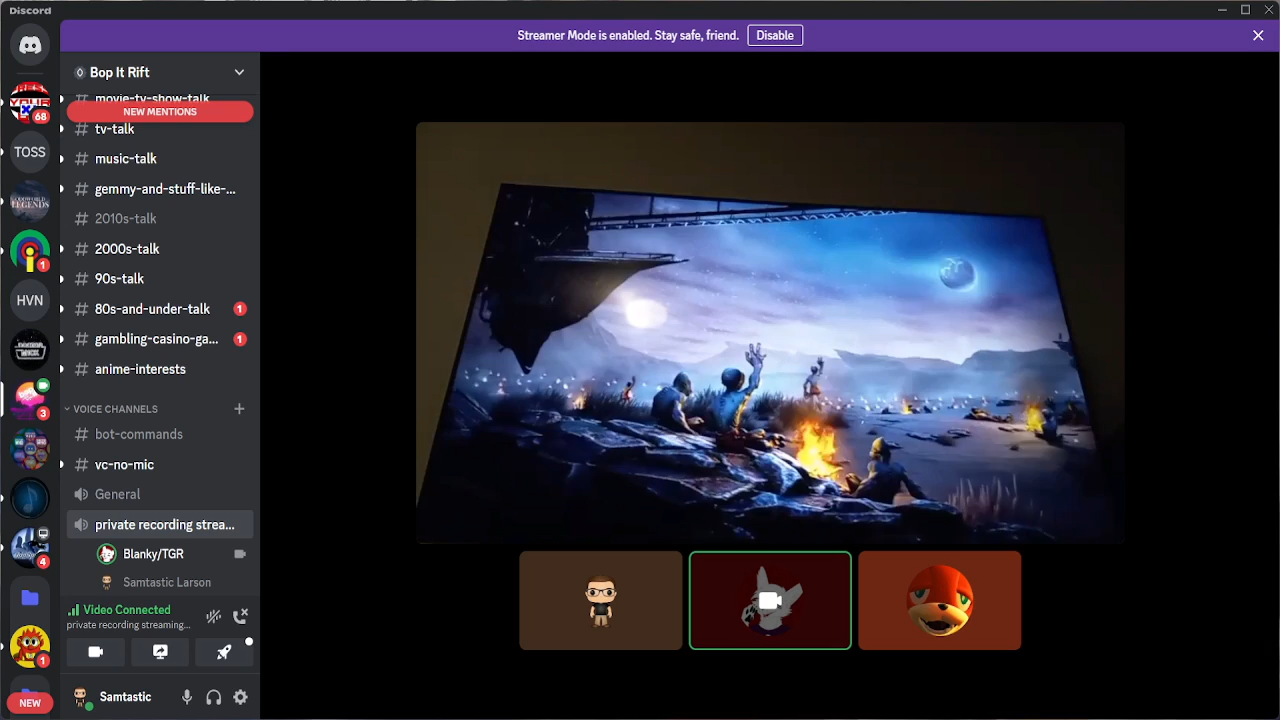 Discord
Streamer Mode is enabled. Stay safe, friend.
Disable
68
TOSS
LEGENDS
1
HVN
3
4
1
NEW
Bop It Rift
movie-tv-show-talk
NEW MENTIONS
# tv-talk
# music-talk
# gemmy-and-stuff-like-...
# 2010s-talk
# 2000s-talk
# 90s-talk
# 80s-and-under-talk 1
# gambling-casino-ga... 1
# anime-interests
VOICE CHANNELS +
# bot-commands
# vc-no-mic
General
private recording strea...
Blanky/TGR
Samtastic Larson
Video Connected
private recording streaming...
Samtastic